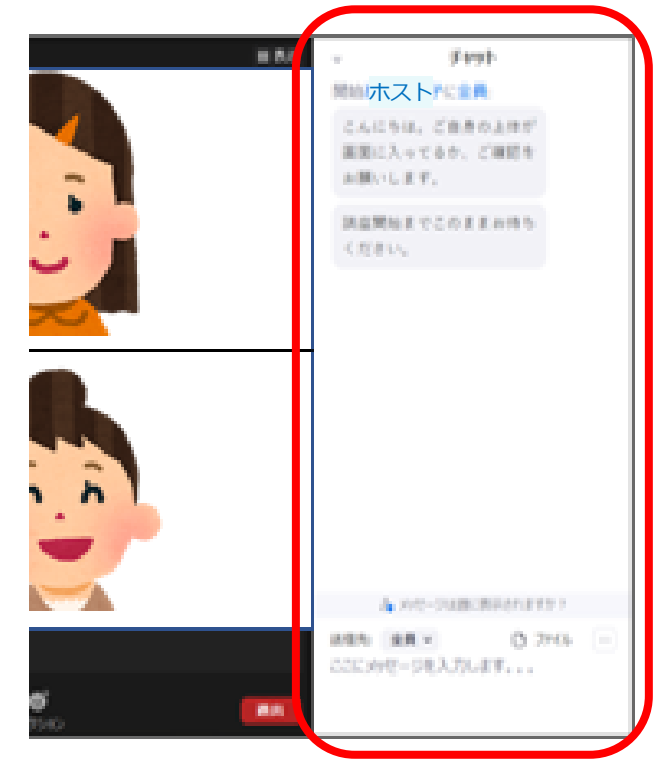 チャット
ホスト
に全員
こんにちは。ご自身の上体が
画面に入ってるか、ご確認を
お願いします。
講座開始までこのままお待ち
ください。
メッセージは誰に表示されますか？
送信先: 全員
ファイル
ここにメッセージを入力します...
退出